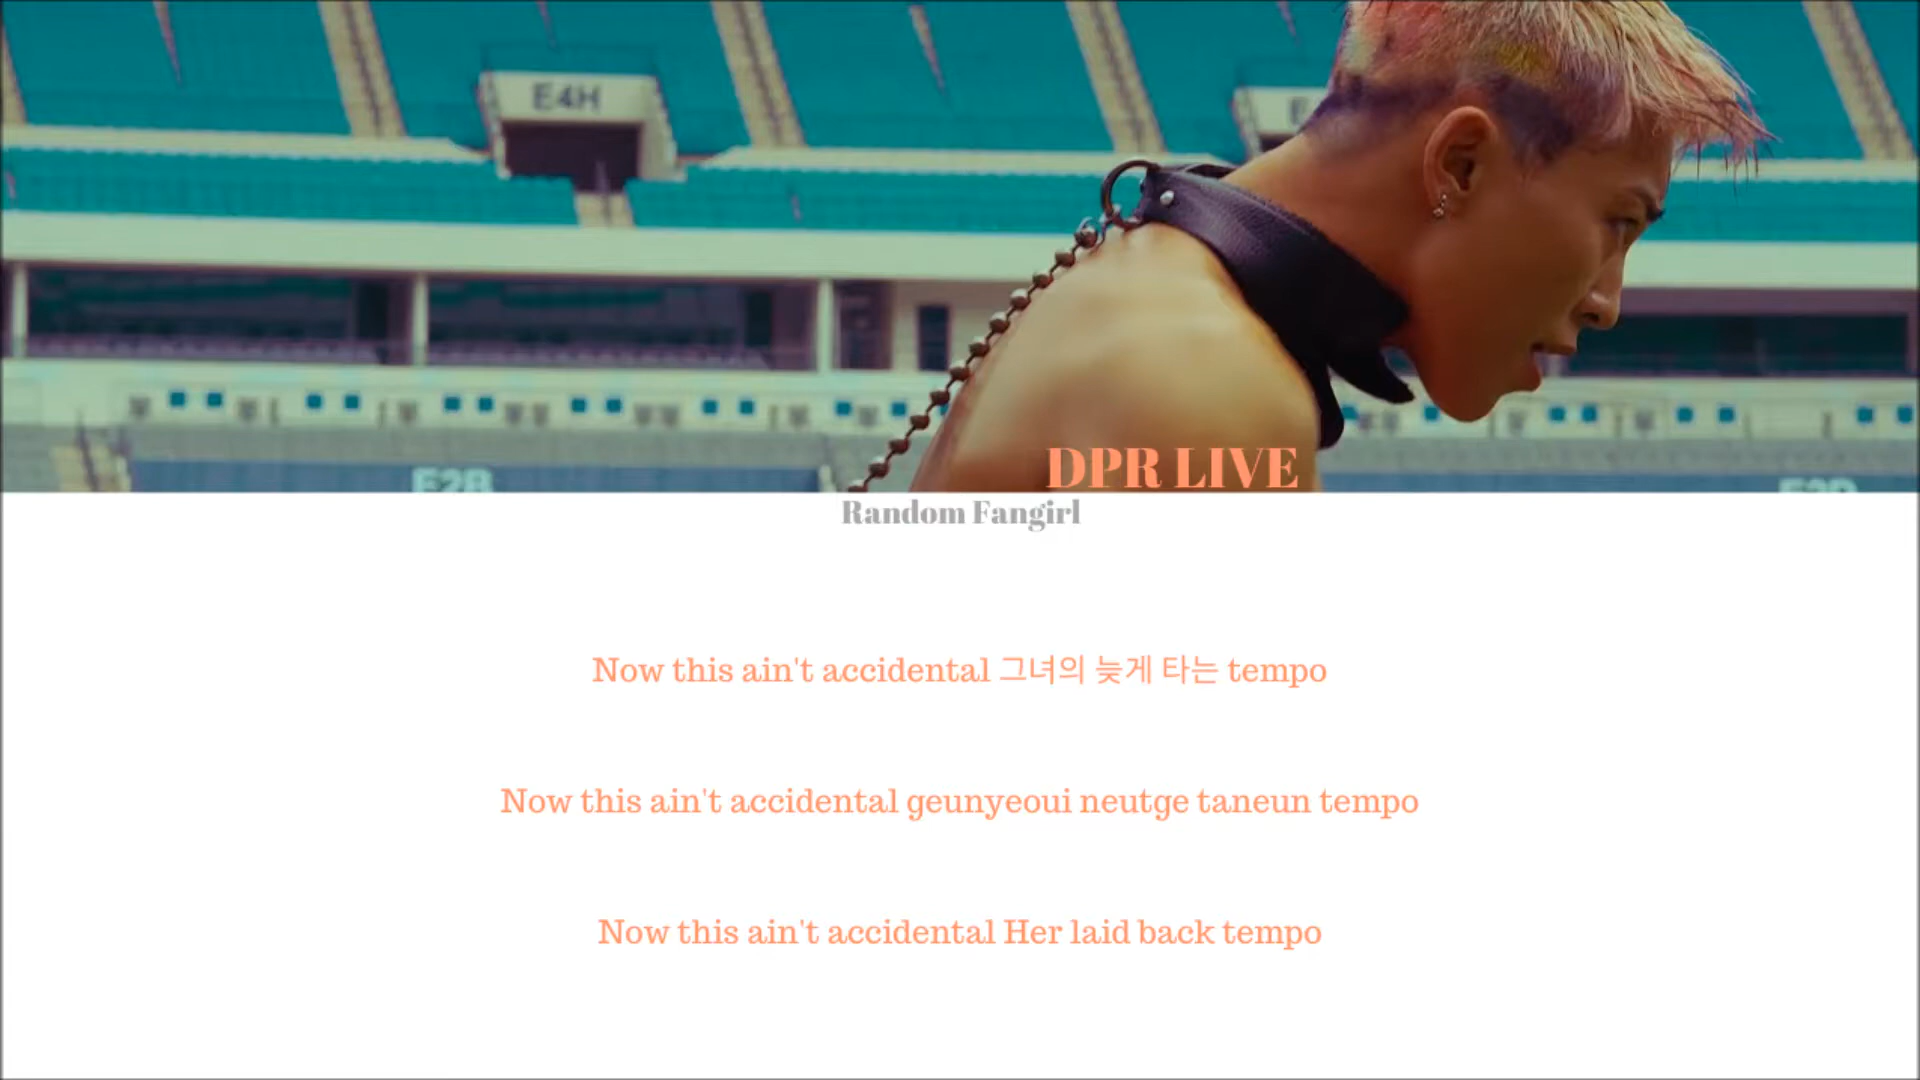 E4H
DPR LIVE
Random Fangirl
Now this ain't accidental 그녀의 늦게 타는 tempo
Now this ain't accidental geunyeoui neutge taneun tempo
Now this ain't accidental Her laid back tempo